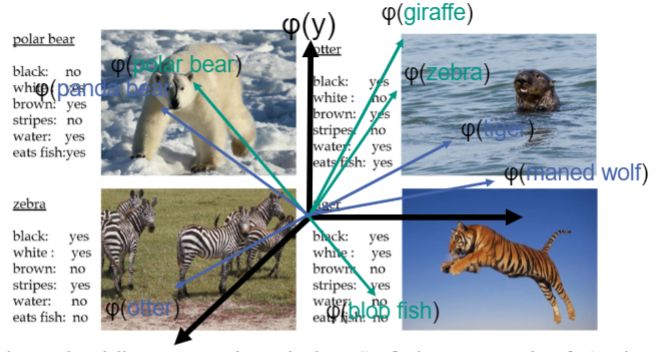 φ(y)
φ(giraffe)
polar bear
black: no
white : yes
brown: yes
stripes: no
water: yes
eats fish:yes
φ(polar bear)
φ(panda bear)
otter
black: yes
white : no
brown: yes
stripes: no
water: yes
eats fish: yes
φ(zebra)
φ(tiger)
φ(maned wolf)
zebra
black: yes
white : yes
brown: no
stripes: yes
water: no
eats fish: no
φ(otter)
tiger
black: yes
white : yes
brown: no
stripes: yes
water: no
eats fish: no
φ(blob fish)